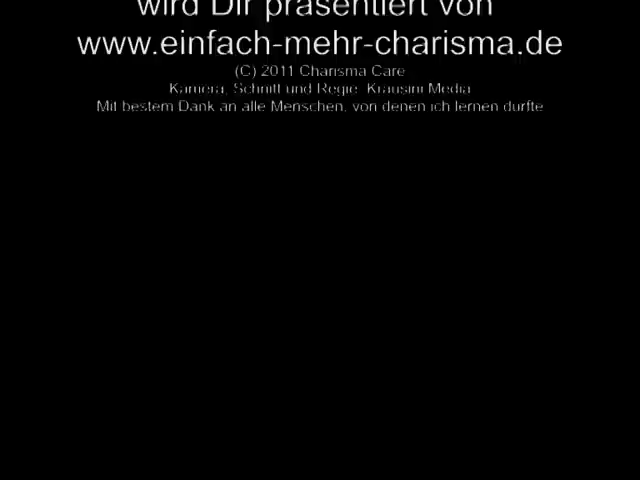 wird Dir präsentiert von
www.einfach-mehr-charisma.de
(C) 2011 Charisma Care
Kamera, Schnitt und Regie: Krausini Media
Mit bestem Dank an alle Menschen, von denen ich lernen durfte